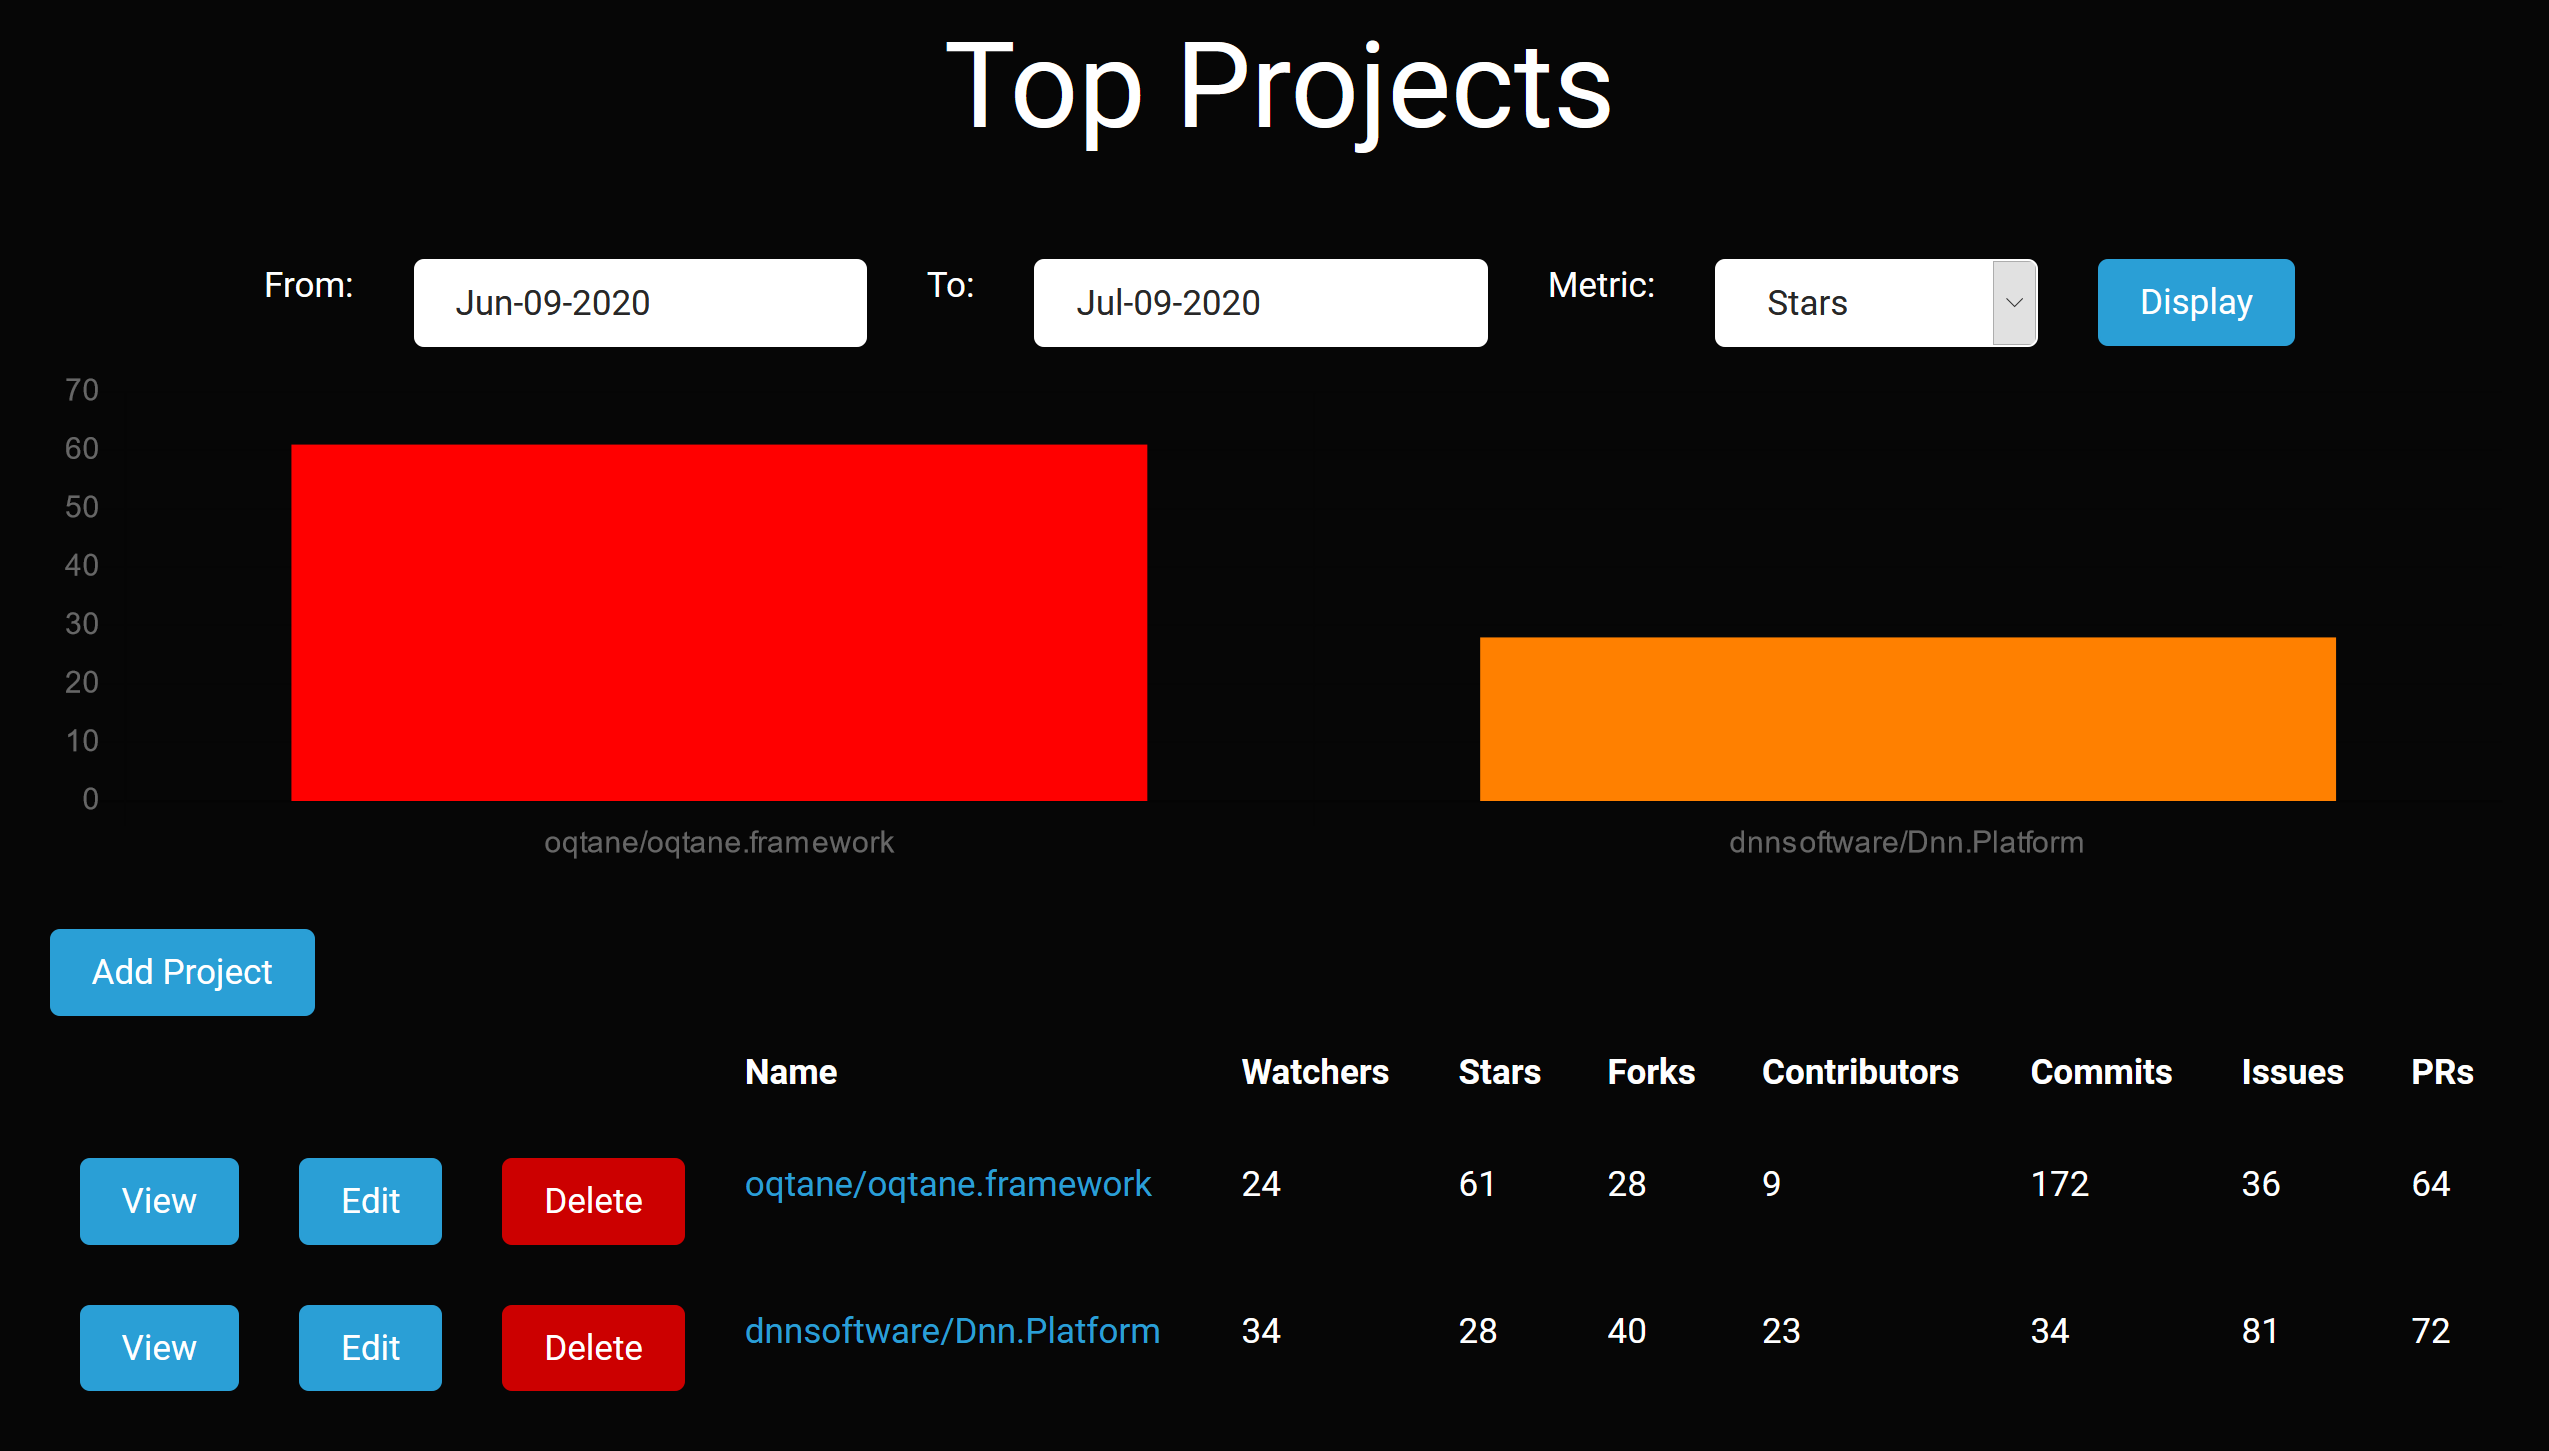 Top Projects
From: Jun-09-2020 To: Jul-09-2020 Metric: Stars Display
70
60
50
40
30
20
10
0
oqtane/oqtane.framework dnnsoftware/Dnn.Platform
Add Project
Name Watchers Stars Forks Contributors Commits Issues PRs
View Edit Delete oqtane/oqtane.framework 24 61 28 9 172 36 64
View Edit Delete dnnsoftware/Dnn.Platform 34 28 40 23 34 81 72